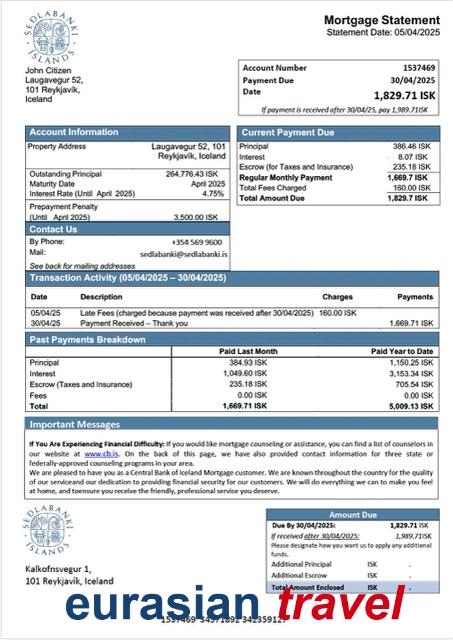 SEDLABANKI ÍSLANDS
Mortgage Statement
Statement Date: 05/04/2025
John Citizen
Laugavegur 52,
101 Reykjavík,
Iceland
Account Number 1537469
Payment Due 30/04/2025
Date 1,829.71 ISK
If payment is received after 30/04/25, pay 1,989.71ISK
Account Information
Property Address Laugavegur 52, 101
Reykjavík, Iceland
Outstanding Principal 264,776.43 ISK
Maturity Date April 2025
Interest Rate (Until April 2025) 4.75%
Prepayment Penalty
(Until April 2025) 3,500.00 ISK
Current Payment Due
Principal 386.46 ISK
Interest 8.07 ISK
Escrow (for Taxes and Insurance) 235.18 ISK
Regular Monthly Payment 1,669.7 ISK
Total Fees Charged 160.00 ISK
Total Amount Due 1,829.7 ISK
Contact Us
By Phone: +354 569 9600
Mail: sedlabanki@sedlabanki.is
See back for mailing addresses
Transaction Activity (05/04/2025 – 30/04/2025)
Date Description Charges Payments
05/04/25 Late Fees (charged because payment was received after 30/04/2025) 160.00 ISK
30/04/25 Payment Received – Thank you 1,669.71 ISK
Past Payments Breakdown
Paid Last Month Paid Year to Date
Principal 384.93 ISK 1,150.25 ISK
Interest 1,049.60 ISK 3,153.34 ISK
Escrow (Taxes and Insurance) 235.18 ISK 705.54 ISK
Fees 0.00 ISK 0.00 ISK
Total 1,669.71 ISK 5,009.13 ISK
Important Messages
If You Are Experiencing Financial Difficulty: If you would like mortgage counseling or assistance, you can find a list of counselors in
our website at www.cb.is. On the back of this page, we have also provided contact information for three state or
federally-approved counseling programs in your area.
We are pleased to have you as a Central Bank of Iceland Mortgage customer. We are known throughout the country for the quality
of our serviceand our dedication to providing financial security for our customers. We will do everything we can to make you feel
at home, and toensure you receive the friendly, professional service you deserve.
SEDLABANKI ÍSLANDS
Kalkofnsvegur 1,
101 Reykjavík, Iceland
Amount Due
Due By 30/04/2025: 1,829.71 ISK
If received after 30/04/2025: 1,989.71ISK
Please designate how you want us to apply any additional
funds.
Additional Principal ISK .
Additional Escrow ISK .
Total Amount Enclosed ISK .
eurasian travel
1537469 34571892 342359127